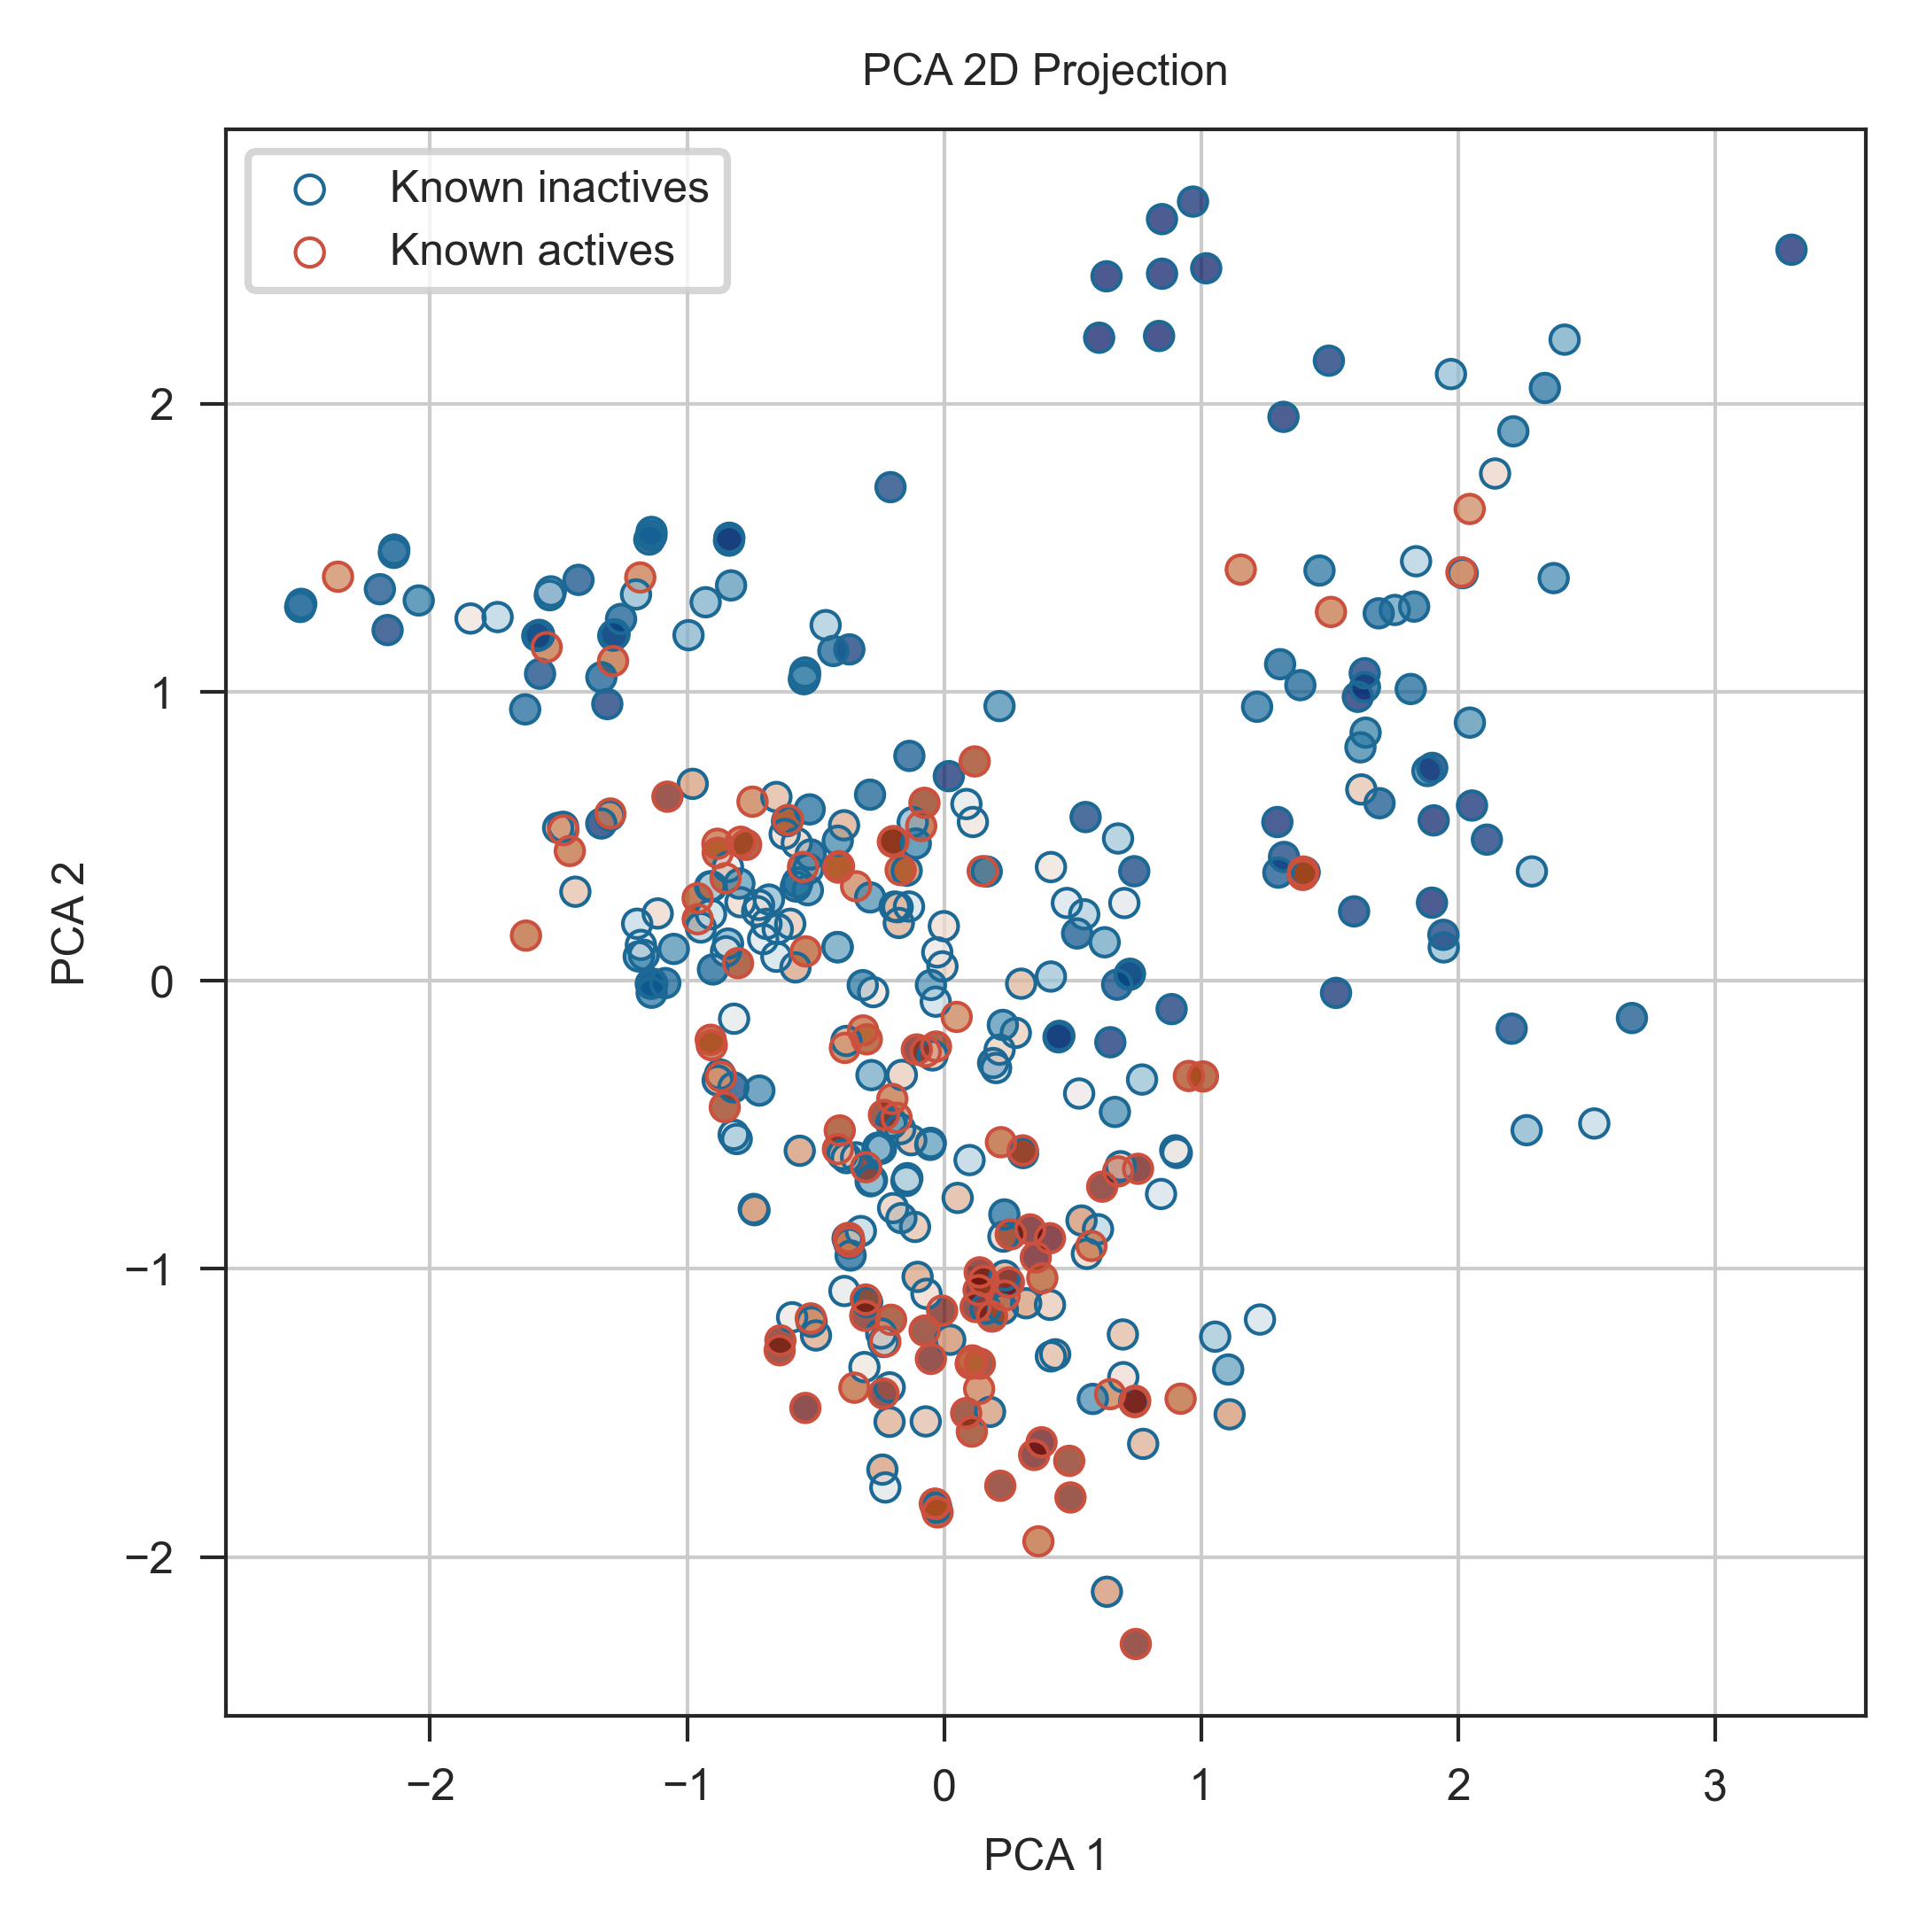 PCA 2D Projection
Known inactives
Known actives
2
1
0
−1
−2
PCA 2
−2
−1
0
1
2
3
PCA 1